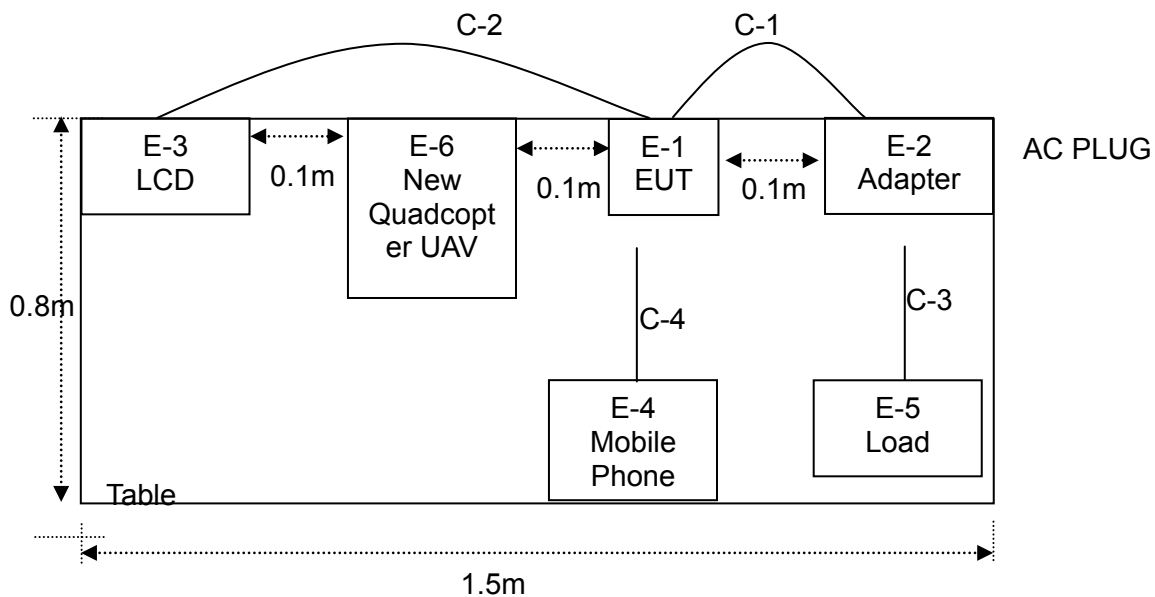 C-2
C-1
E-3
LCD
0.1m
E-6
New
Quadcopt
er UAV
0.1m
E-1
EUT
0.1m
E-2
Adapter
AC PLUG
0.8m
C-4
C-3
E-4
Mobile
Phone
E-5
Load
Table
1.5m